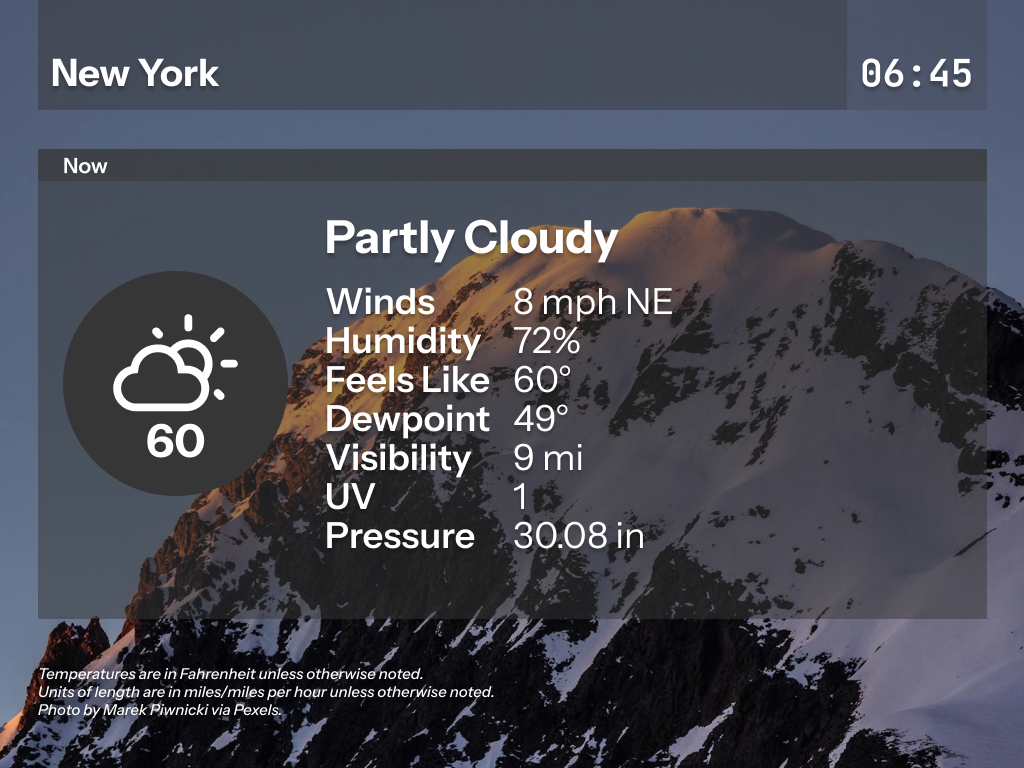 New York
06:45
Now
Partly Cloudy
Winds 8 mph NE
Humidity 72%
Feels Like 60°
Dewpoint 49°
Visibility 9 mi
UV 1
Pressure 30.08 in
60
Temperatures are in Fahrenheit unless otherwise noted.
Units of length are in miles/miles per hour unless otherwise noted.
Photo by Marek Piwnicki via Pexels.